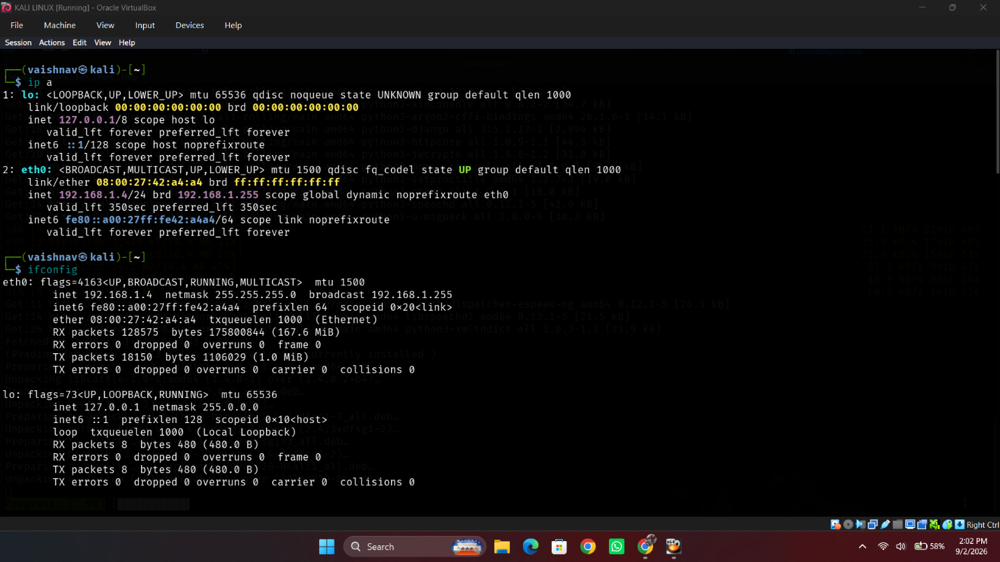 KALI LINUX [Running] - Oracle VirtualBox
File Machine View Input Devices Help
Session Actions Edit View Help
┌──(vaishnav㉿kali)-[~]
└─$ ip a
1: lo: <LOOPBACK,UP,LOWER_UP> mtu 65536 qdisc noqueue state UNKNOWN group default qlen 1000
    link/loopback 00:00:00:00:00:00 brd 00:00:00:00:00:00
    inet 127.0.0.1/8 scope host lo
       valid_lft forever preferred_lft forever
    inet6 ::1/128 scope host noprefixroute
       valid_lft forever preferred_lft forever
2: eth0: <BROADCAST,MULTICAST,UP,LOWER_UP> mtu 1500 qdisc fq_codel state UP group default qlen 1000
    link/ether 08:00:27:42:a4:a4 brd ff:ff:ff:ff:ff:ff
    inet 192.168.1.4/24 brd 192.168.1.255 scope global dynamic noprefixroute eth0
       valid_lft 350sec preferred_lft 350sec
    inet6 fe80::a00:27ff:fe42:a4a4/64 scope link noprefixroute
       valid_lft forever preferred_lft forever
┌──(vaishnav㉿kali)-[~]
└─$ ifconfig
eth0: flags=4163<UP,BROADCAST,RUNNING,MULTICAST>  mtu 1500
        inet 192.168.1.4  netmask 255.255.255.0  broadcast 192.168.1.255
        inet6 fe80::a00:27ff:fe42:a4a4  prefixlen 64  scopeid 0x20<link>
        ether 08:00:27:42:a4:a4  txqueuelen 1000  (Ethernet)
        RX packets 128575  bytes 175800844 (167.6 MiB)
        RX errors 0  dropped 0  overruns 0  frame 0
        TX packets 18150  bytes 1106029 (1.0 MiB)
        TX errors 0  dropped 0 overruns 0  carrier 0  collisions 0
lo: flags=73<UP,LOOPBACK,RUNNING>  mtu 65536
        inet 127.0.0.1  netmask 255.0.0.0
        inet6 ::1  prefixlen 128  scopeid 0x10<host>
        loop  txqueuelen 1000  (Local Loopback)
        RX packets 8  bytes 480 (480.0 B)
        RX errors 0  dropped 0  overruns 0  frame 0
        TX packets 8  bytes 480 (480.0 B)
        TX errors 0  dropped 0 overruns 0  carrier 0  collisions 0
Right Ctrl
Search
58%
2:02 PM
9/2/2026